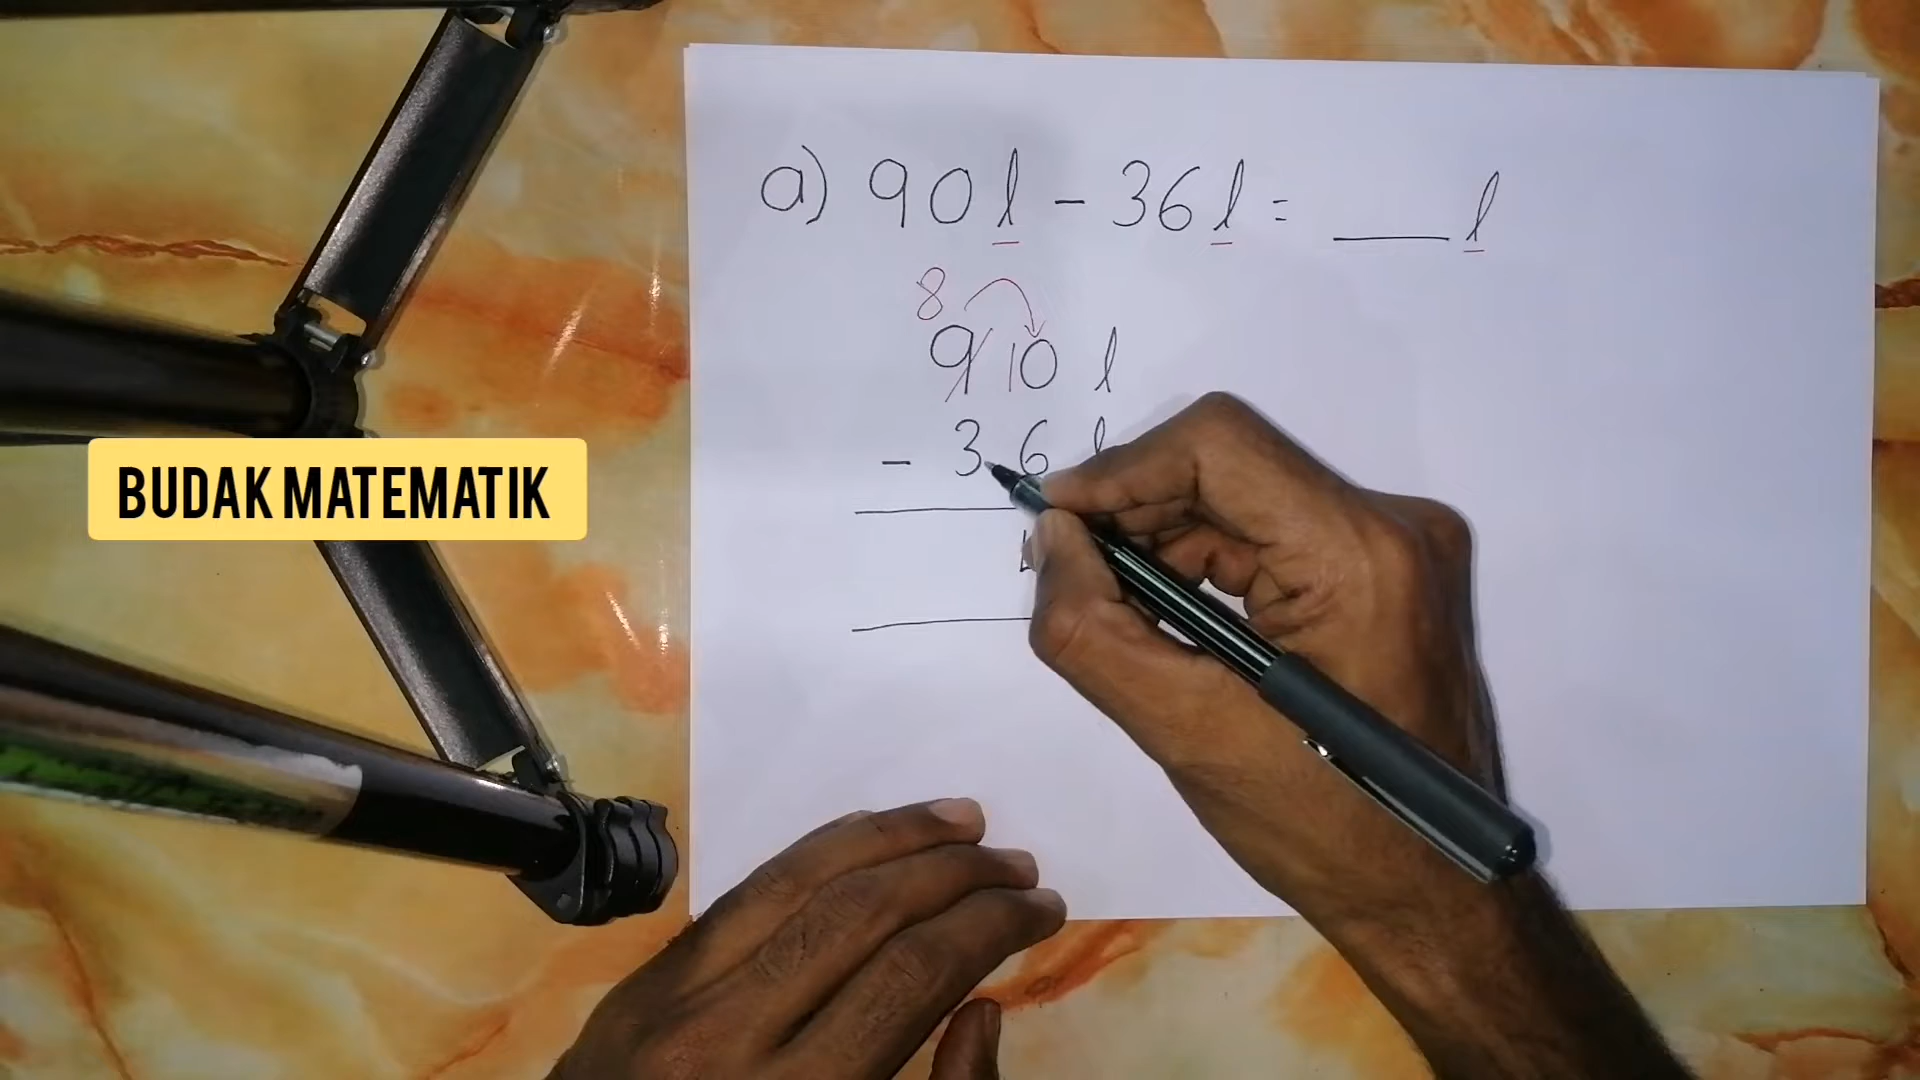 a) 90 l - 36 l = ___ l
8
9 10 l
- 3 6 l
BUDAK MATEMATIK